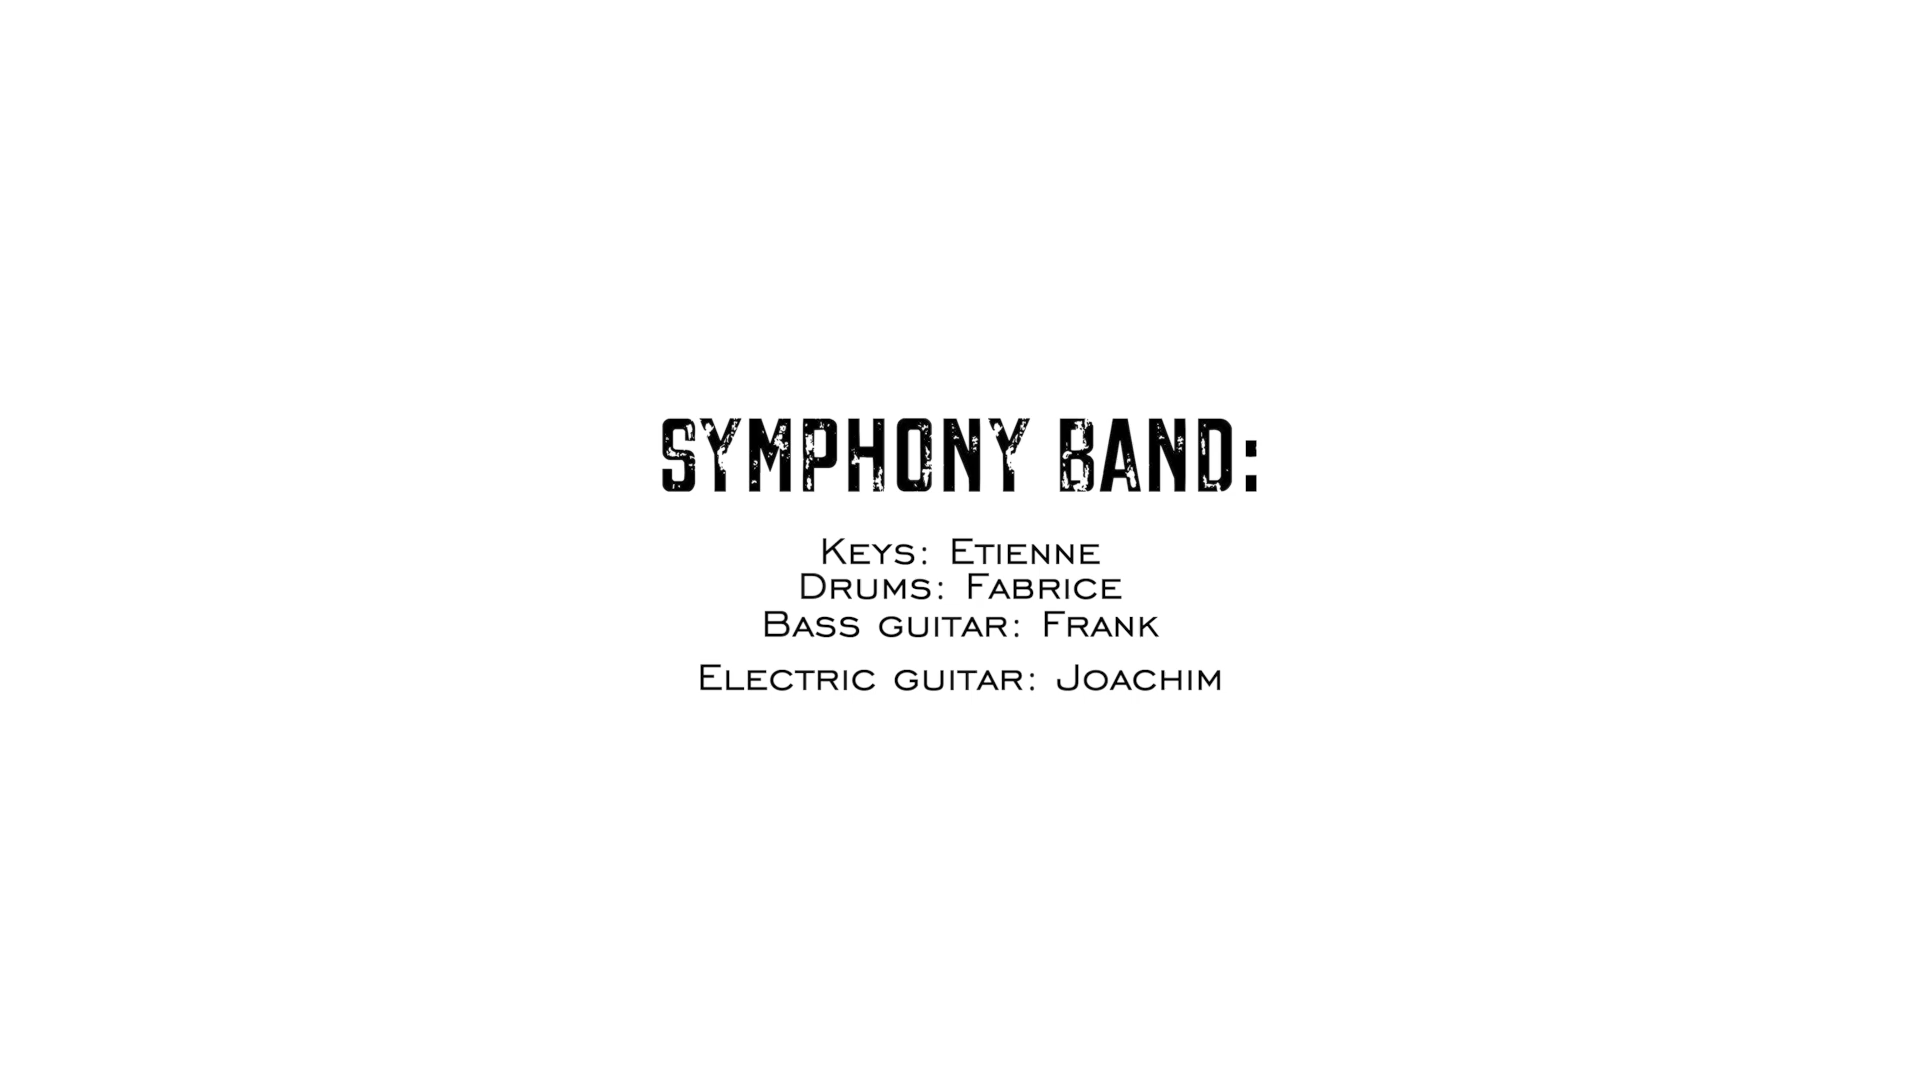 SYMPHONY BAND:
Keys: Etienne
Drums: Fabrice
Bass guitar: Frank
Electric guitar: Joachim